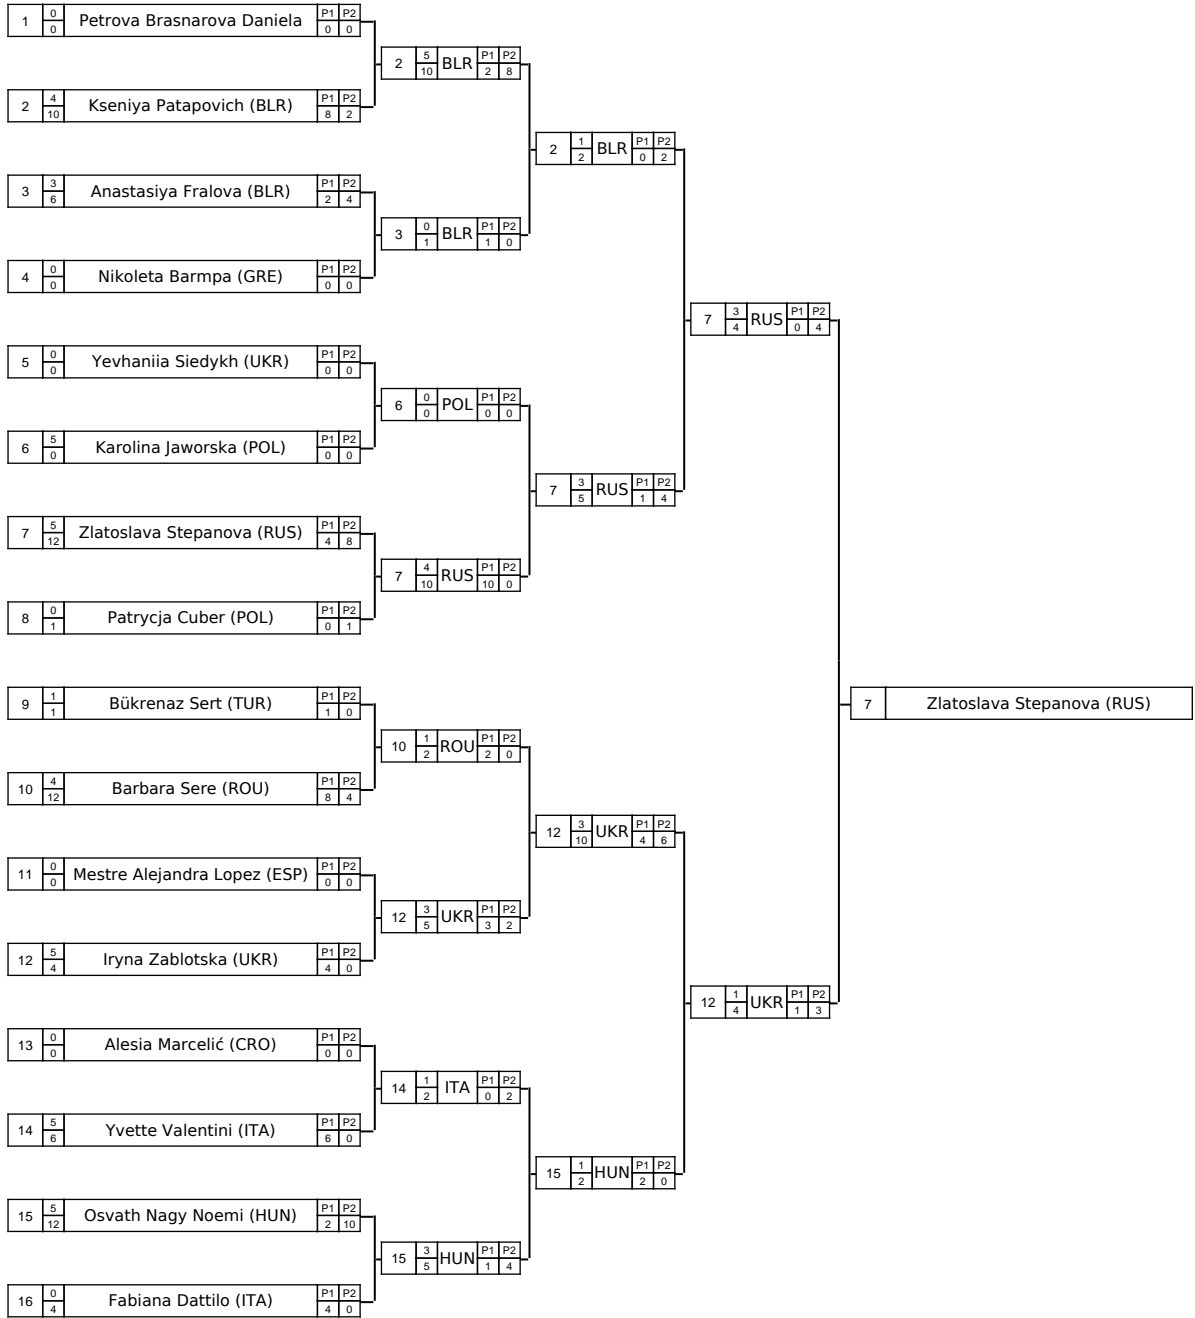 1 0 0 Petrova Brasnarova Daniela P1 P2 0 0
2 5 10 BLR P1 P2 2 8
2 4 10 Kseniya Patapovich (BLR) P1 P2 8 2
2 1 2 BLR P1 P2 0 2
3 3 6 Anastasiya Fralova (BLR) P1 P2 2 4
3 0 1 BLR P1 P2 1 0
4 0 0 Nikoleta Barmpa (GRE) P1 P2 0 0
7 3 4 RUS P1 P2 0 4
5 0 0 Yevhaniia Siedykh (UKR) P1 P2 0 0
6 0 0 POL P1 P2 0 0
6 5 0 Karolina Jaworska (POL) P1 P2 0 0
7 3 5 RUS P1 P2 1 4
7 5 12 Zlatoslava Stepanova (RUS) P1 P2 4 8
7 4 10 RUS P1 P2 10 0
8 0 1 Patrycja Cuber (POL) P1 P2 0 1
9 1 1 Bükrenaz Sert (TUR) P1 P2 1 0
7 Zlatoslava Stepanova (RUS)
10 1 2 ROU P1 P2 2 0
10 4 12 Barbara Sere (ROU) P1 P2 8 4
12 3 10 UKR P1 P2 4 6
11 0 0 Mestre Alejandra Lopez (ESP) P1 P2 0 0
12 3 5 UKR P1 P2 3 2
12 5 4 Iryna Zablotska (UKR) P1 P2 4 0
12 1 4 UKR P1 P2 1 3
13 0 0 Alesia Marcelić (CRO) P1 P2 0 0
14 1 2 ITA P1 P2 0 2
14 5 6 Yvette Valentini (ITA) P1 P2 6 0
15 1 2 HUN P1 P2 2 0
15 5 12 Osvath Nagy Noemi (HUN) P1 P2 2 10
15 3 5 HUN P1 P2 1 4
16 0 4 Fabiana Dattilo (ITA) P1 P2 4 0